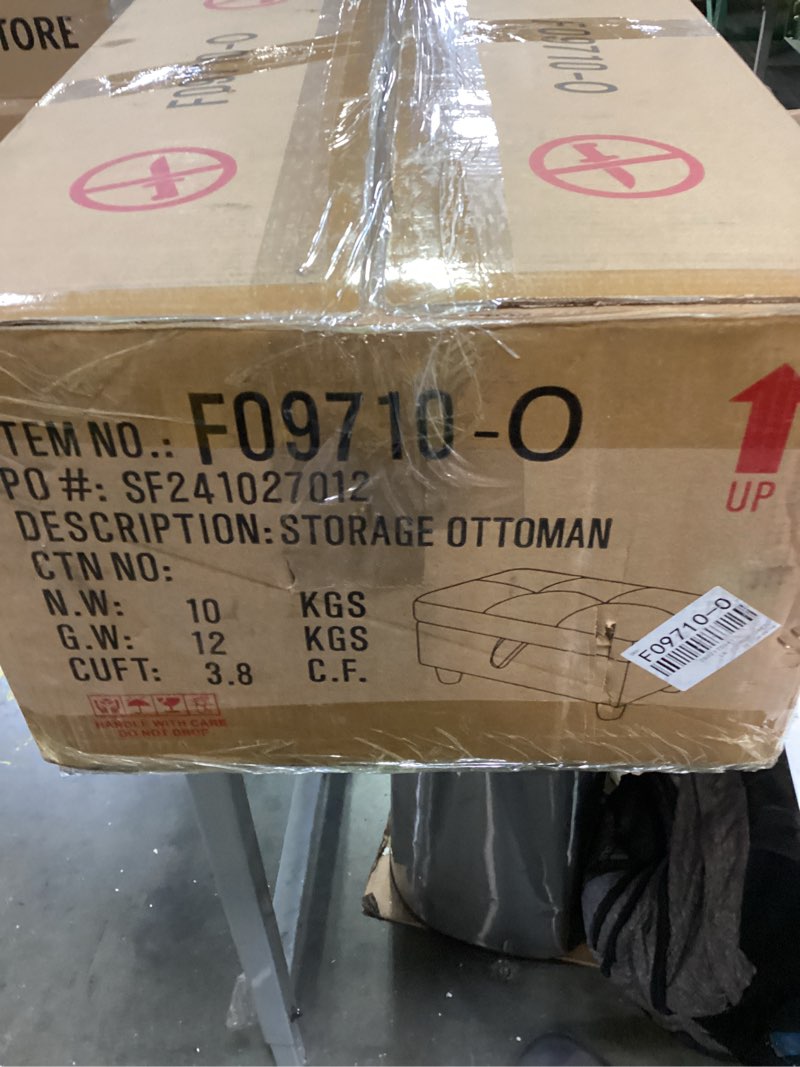 TORE
F09710-O
F09710-O
TEM NO.: F09710-O
PO #: SF241027012
DESCRIPTION: STORAGE OTTOMAN
CTN NO:
N.W: 10 KGS
G.W: 12 KGS
CUFT: 3.8 C.F.
UP
F09710-O
HANDLE WITH CARE
DO NOT DROP